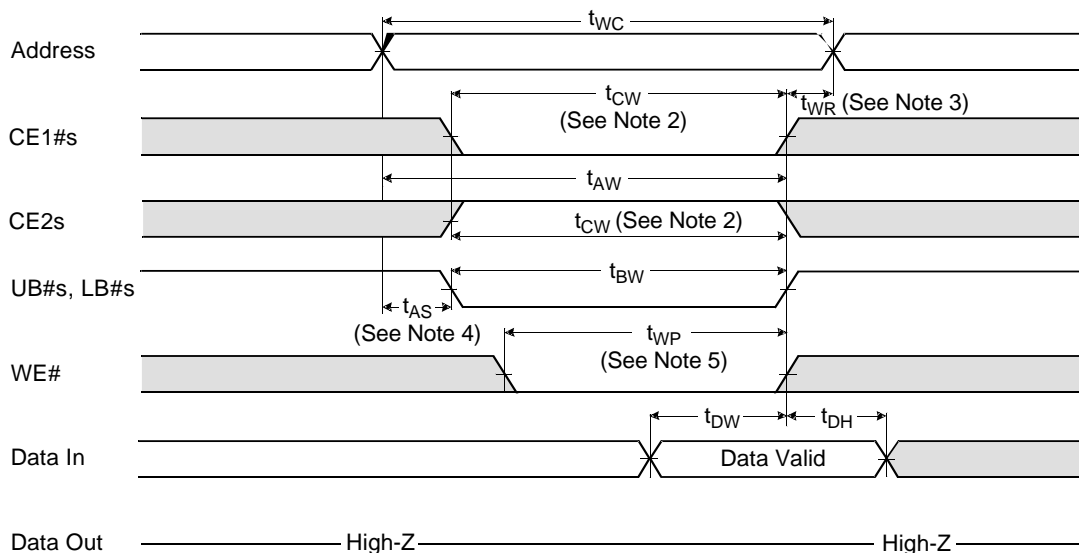 tWC
Address
tCW
(See Note 2)
tWR (See Note 3)
CE1#s
tAW
CE2s
tCW (See Note 2)
tBW
UB#s, LB#s
tAS
(See Note 4)
tWP
(See Note 5)
WE#
tDW
tDH
Data In
Data Valid
Data Out
High-Z
High-Z